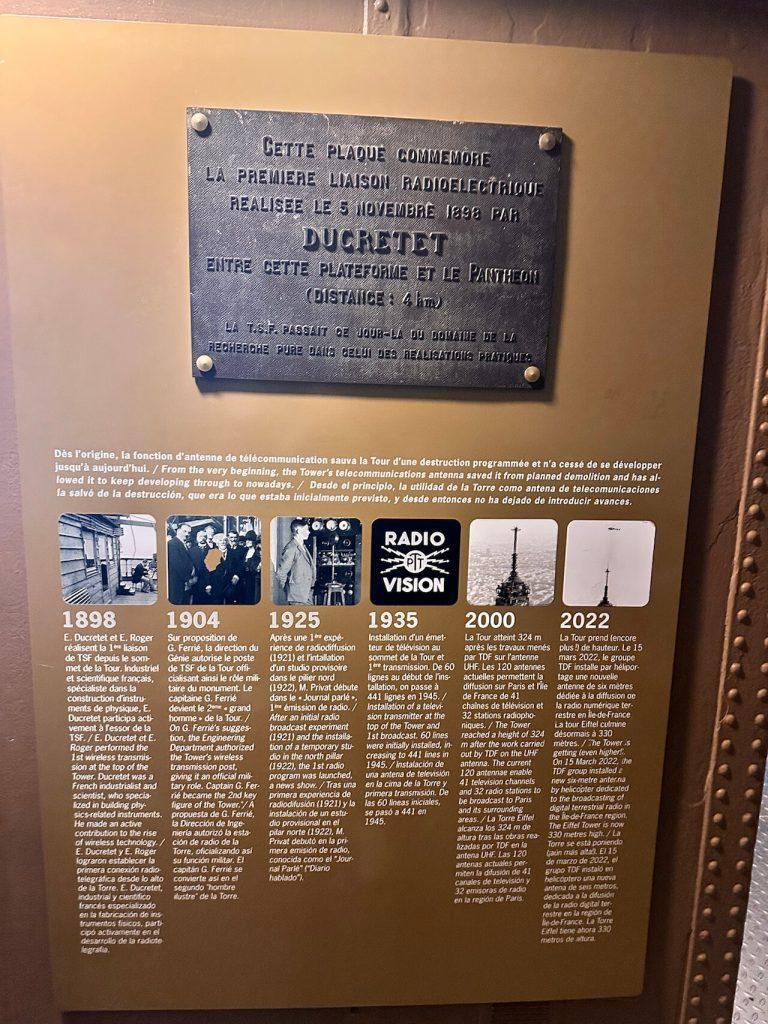 CETTE PLAQUE COMMEMORE
LA PREMIERE LIAISON RADIOELECTRIQUE
REALISEE LE 5 NOVEMBRE 1898 PAR
DUCRETET
ENTRE CETTE PLATEFORME ET LE PANTHEON
(DISTANCE : 4 km)
LA T.S.F. PASSAIT CE JOUR-LA DU DOMAINE DE LA
RECHERCHE PURE DANS CELUI DES REALISATIONS PRATIQUES
Dès l'origine, la fonction d'antenne de télécommunication sauva la Tour d'une destruction programmée et n'a cessé de se développer
jusqu'à aujourd'hui. / From the very beginning, the Tower's telecommunications antenna saved it from planned demolition and has al-
lowed it to keep developing through to nowadays. / Desde el principio, la utilidad de la Torre como antena de telecomunicaciones
la salvó de la destrucción, que era lo que estaba inicialmente previsto, y desde entonces no ha dejado de introducir avances.
1898
E. Ducretet et E. Roger
réalisent la 1ère liaison
de TSF depuis le som-
met de la Tour. Industriel
et scientifique français,
spécialiste dans la
construction d'instru-
ments de physique, E.
Ducretet participa acti-
vement à l'essor de la
TSF. / E. Ducretet et E.
Roger performed the
1st wireless transmis-
sion at the top of the
Tower. Ducretet was a
French industrialist and
scientist, who specia-
lized in building phy-
sics-related instruments.
He made an active
contribution to the rise
of wireless technology. /
E. Ducretet y E. Roger
lograron establecer la
primera conexión radio-
telegráfica desde lo alto
de la Torre. E. Ducretet,
industrial y científico
francés especializado
en la fabricación de ins-
trumentos físicos, parti-
cipó activamente en el
desarrollo de la radiote-
legrafía.
1904
Sur proposition de
G. Ferrié, la direction du
Génie autorise le poste
de TSF de la Tour offi-
cialisant ainsi le rôle mili-
taire du monument. Le
capitaine G. Ferrié
devient le 2ème « grand
homme » de la Tour. /
On G. Ferrié's sugges-
tion, the Engineering
Department authorized
the Tower's wireless
transmission post,
giving it an official mili-
tary role. Captain G. Fer-
rié became the 2nd key
figure of the Tower." / A
propuesta de G. Ferrié,
la Dirección de Inge-
niería autorizó la esta-
ción de radio de la
Torre, oficializando así
su función militar. El
capitán G. Ferrié se
convierte así en el
segundo "hombre
ilustre" de la Torre.
1925
Après une 1ère expé-
rience de radiodiffusion
(1921) et l'intallation
d'un studio provisoire
dans le pilier nord
(1922), M. Privat débute
dans le « Journal parlé »,
1ère émission de radio. /
After an initial radio
broadcast experiment
(1921) and the installa-
tion of a temporary stu-
dio in the north pillar
(1922), the 1st radio
program was launched,
a news show. / Tras una
primera experiencia de
radiodifusión (1921) y la
instalación de un estu-
dio provisional en el
pilar norte (1922), M.
Privat debutó en la pri-
mera emisión de radio,
conocida como el "Jour-
nal Parlé" ("Diario
hablado").
RADIO
PTT
VISION
1935
Installation d'un émet-
teur de télévision au
sommet de la Tour et
1ère transmission. De 60
lignes au début de l'ins-
tallation, on passe à
441 lignes en 1945. /
Installation of a televi-
sion transmitter at the
top of the Tower and
1st broadcast. 60 lines
were initially installed, in-
creasing to 441 lines in
1945. / Instalación de
una antena de televisión
en la cima de la Torre y
primera transmisión. De
las 60 líneas iniciales,
se pasó a 441 en
1945.
2000
La Tour atteint 324 m
après les travaux menés
par TDF sur l'antenne
UHF. Les 120 antennes
actuelles permettent la
diffusion sur Paris et l'Île
de France de 41
chaînes de télévision et
32 stations radiopho-
niques. / The Tower
reached a height of 324
m after the work carried
out by TDF on the UHF
antenna. The current
120 antennae enable
41 television channels
and 32 radio stations to
be broadcast to Paris
and its surrounding
areas. / La Torre Eiffel
alcanza los 324 m de
altura tras las obras rea-
lizadas por TDF en la
antena UHF. Las 120
antenas actuales per-
miten la difusión de 41
canales de televisión y
32 emisoras de radio
en la región de Paris.
2022
La Tour prend (encore
plus !) de hauteur. Le 15
mars 2022, le groupe
TDF installe par hélipor-
tage une nouvelle
antenne de six mètres
dédiée à la diffusion de
la radio numérique ter-
restre en Île-de-France
La tour Eiffel culmine
désormais à 330
mètres. / The Tower is
getting (even higher!).
On 15 March 2022, the
TDF group installed a
new six-metre antenna
by helicopter dedicated
to the broadcasting of
digital terrestrial radio in
the Île-de-France region.
The Eiffel Tower is now
330 metres high. / La
Torre se está poniendo
(aún más alta). El 15
de marzo de 2022, el
grupo TDF instaló en
helicóptero una nueva
antena de seis metros,
dedicada a la difusión
de la radio digital ter-
restre en la región de
Île-de-France. La Torre
Eiffel tiene ahora 330
metros de altura.